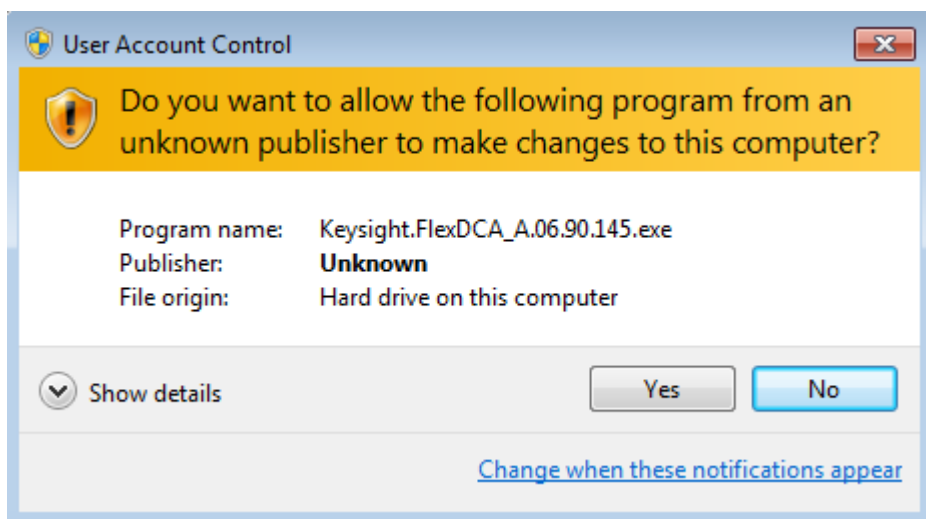 User Account Control
Do you want to allow the following program from an
unknown publisher to make changes to this computer?
Program name: Keysight.FlexDCA_A.06.90.145.exe
Publisher: Unknown
File origin: Hard drive on this computer
Show details Yes No
Change when these notifications appear